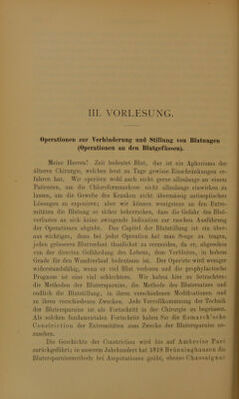 III. VORLESUNG.
Operationen zur Verhinderung und Stillung von Blutungen
(Operationen an den Blutgefässen).
Meine Herren! Zeit bedeutet Blut, das ist ein Aphorisma der
älteren Chirurgie, welches heut zu Tage gewisse Einschränkungen er-
fahren hat. Wir operiren wohl auch nicht gerne allzulange an einem
Patienten, um die Chloroformnarkose nicht allzulange einwirken zu
lassen, um die Gewebe des Kranken nicht übermässig antiseptischen
Lösungen zu exponiren; aber wir können wenigstens an den Extre-
mitäten die Blutung so sicher beherrschen, dass die Gefahr des Blut-
verlustes an sich keine zwingende Indication zur raschen Ausführung
der Operationen abgibt. Das Capitel der Blutstillung ist ein über-
aus wichtiges, denn bei jeder Operation hat man Sorge zu tragen,
jeden grösseren Blutverlust thunlichst zu vermeiden, da er, abgesehen
von der directen Gefährdung des Lebens, dem Verblutern, in hohem
Grade für den Wundverlauf bedeutsam ist. Der Operirte wird weniger
widerstandsfähig, wenn er viel Blut verloren und die prophylactische
Prognose ist auch eine weniger günstige. Wir haben hier zu betrachten:
die Methoden der Blutersparniss, die Methode des Blutersatzes und
endlich die Blutstillung, in ihren verschiedenen Modificationen und
zu ihren verschiedenen Zwecken. Jede Vervollkommnung der Technik
der Blutersparniss ist als Fortschritt in der Chirurgie zu begrüssen.
Als solchen fundamentalen Fortschritt haben Sie die Esmarch'sche
Constriction der Extremitäten zum Zwecke der Blutersparniss an-
zusehen.
Die Geschichte der Constriction wird bis auf Ambroise Paré
zurückgeführt; in unserem Jahrhundert hat 1818 Brünninghausen die
Blutersparnissmethode bei Amputationen geübt, ebenso Chassaignac